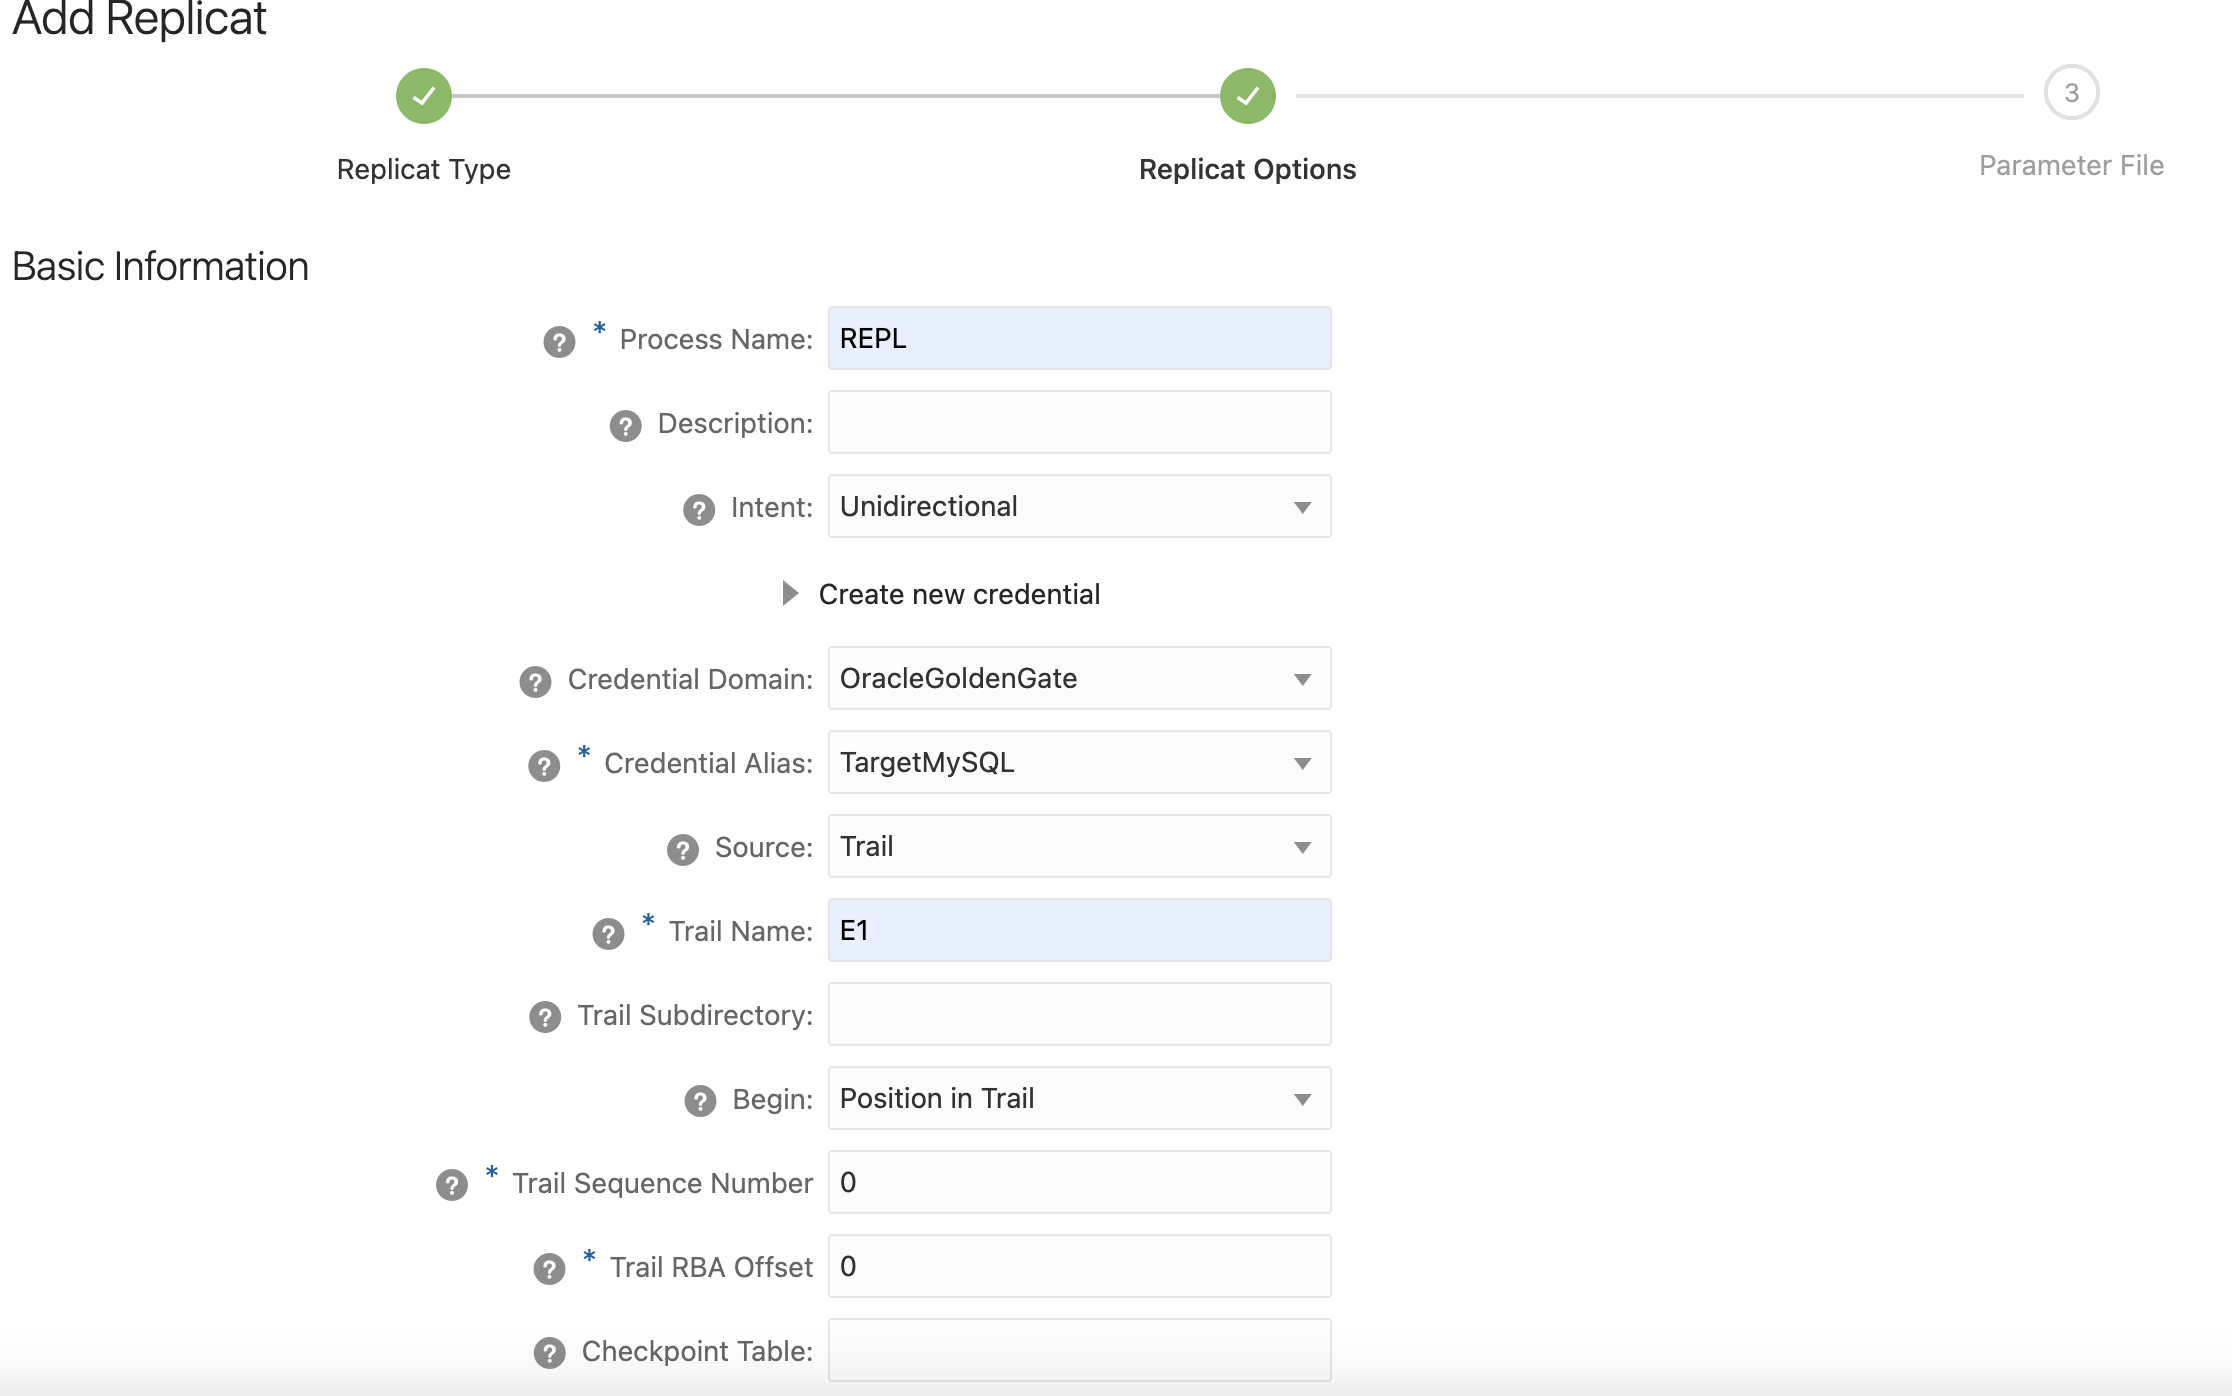 Add Replicat
3
Replicat Type
Replicat Options
Parameter File
Basic Information
? * Process Name: REPL
? Description:
? Intent: Unidirectional
Create new credential
? Credential Domain: OracleGoldenGate
? * Credential Alias: TargetMySQL
? Source: Trail
? * Trail Name: E1
? Trail Subdirectory:
? Begin: Position in Trail
? * Trail Sequence Number 0
? * Trail RBA Offset 0
? Checkpoint Table: